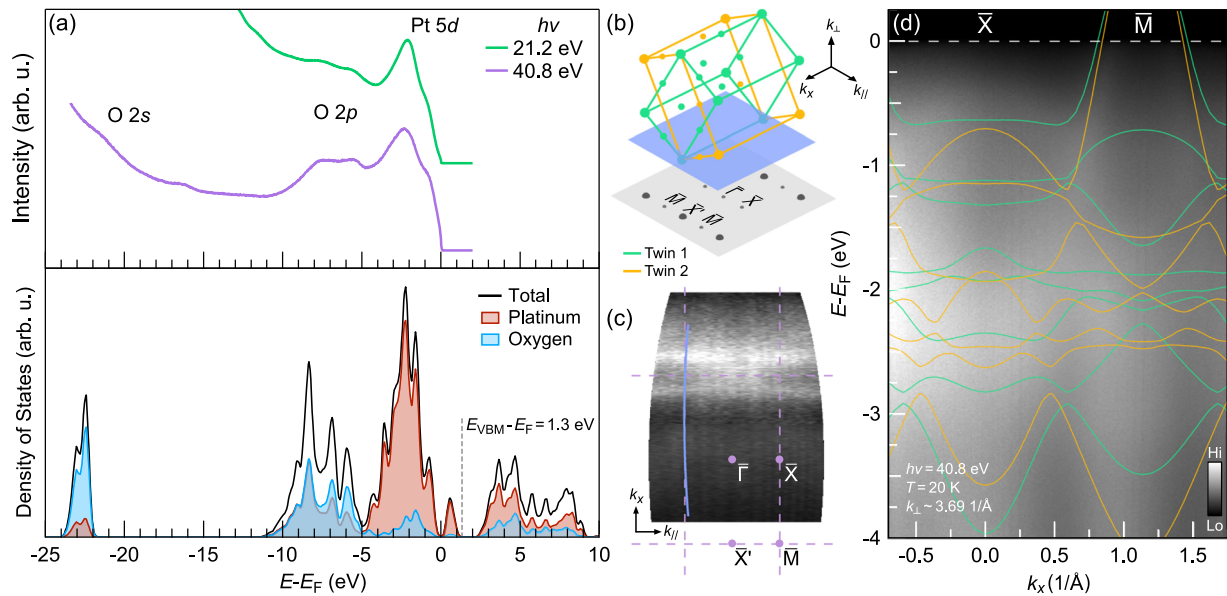 (a)
Pt 5d
hν
21.2 eV
40.8 eV
O 2s
O 2p
Intensity (arb. u.)
Total
Platinum
Oxygen
E_VBM - E_F = 1.3 eV
Density of States (arb. u.)
-25 -20 -15 -10 -5 0 5 10
E-E_F (eV)
(b)
k⊥
k_x
k_//
Γ̄ X̄
M̄ X̄' M̄
Twin 1
Twin 2
(c)
Γ̄ X̄
k_x
k_//
X̄' M̄
(d)
X̄ M̄
0
-1
-2
-3
-4
E-E_F (eV)
hν = 40.8 eV
T = 20 K
k⊥ ~ 3.69 1/Å
Hi
Lo
-0.5 0.0 0.5 1.0 1.5
k_x (1/Å)